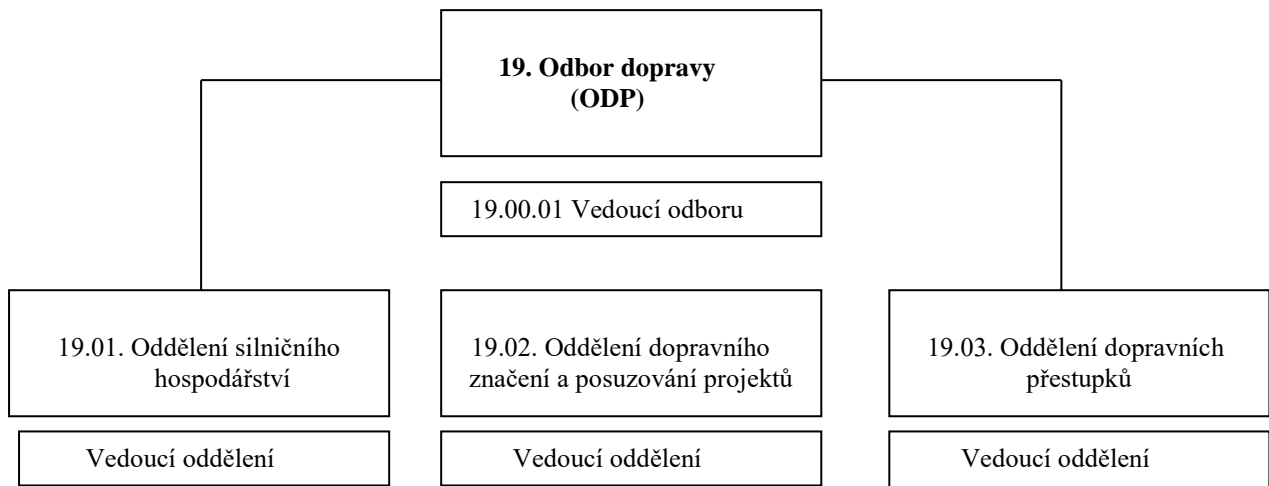 19. Odbor dopravy
(ODP)
19.00.01 Vedoucí odboru
19.01. Oddělení silničního
hospodářství
19.02. Oddělení dopravního
značení a posuzování projektů
19.03. Oddělení dopravních
přestupků
Vedoucí oddělení
Vedoucí oddělení
Vedoucí oddělení